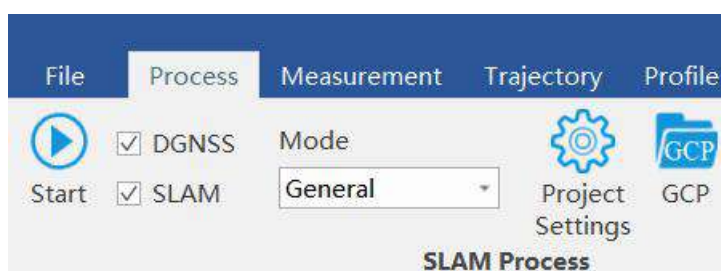 File Process Measurement Trajectory Profile
DGNSS Mode GCP
Start SLAM General Project GCP
Settings
SLAM Process